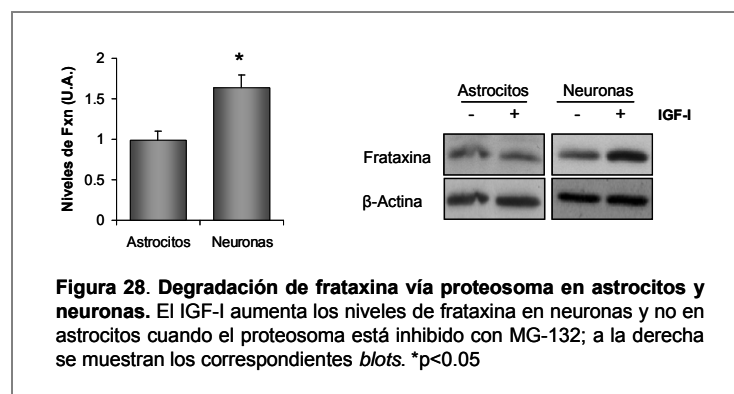 Niveles de Fxn (U.A.)
2
1.5
1
0.5
0
*
Astrocitos Neuronas
Astrocitos Neuronas
- + - + IGF-I
Frataxina
β-Actina
Figura 28. Degradación de frataxina vía proteosoma en astrocitos y
neuronas. El IGF-I aumenta los niveles de frataxina en neuronas y no en
astrocitos cuando el proteosoma está inhibido con MG-132; a la derecha
se muestran los correspondientes blots. *p<0.05